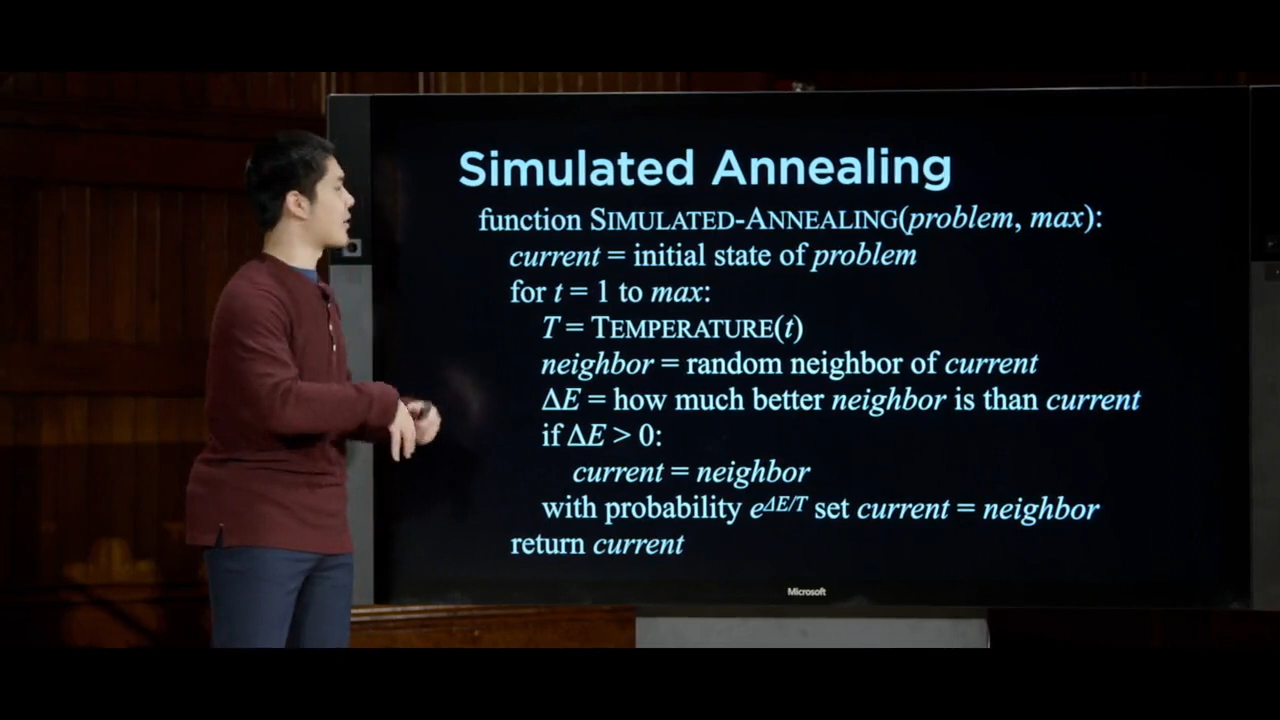 Simulated Annealing
function SIMULATED-ANNEALING(problem, max):
current = initial state of problem
for t = 1 to max:
T = TEMPERATURE(t)
neighbor = random neighbor of current
ΔE = how much better neighbor is than current
if ΔE > 0:
current = neighbor
with probability e^ΔE/T set current = neighbor
return current
Microsoft